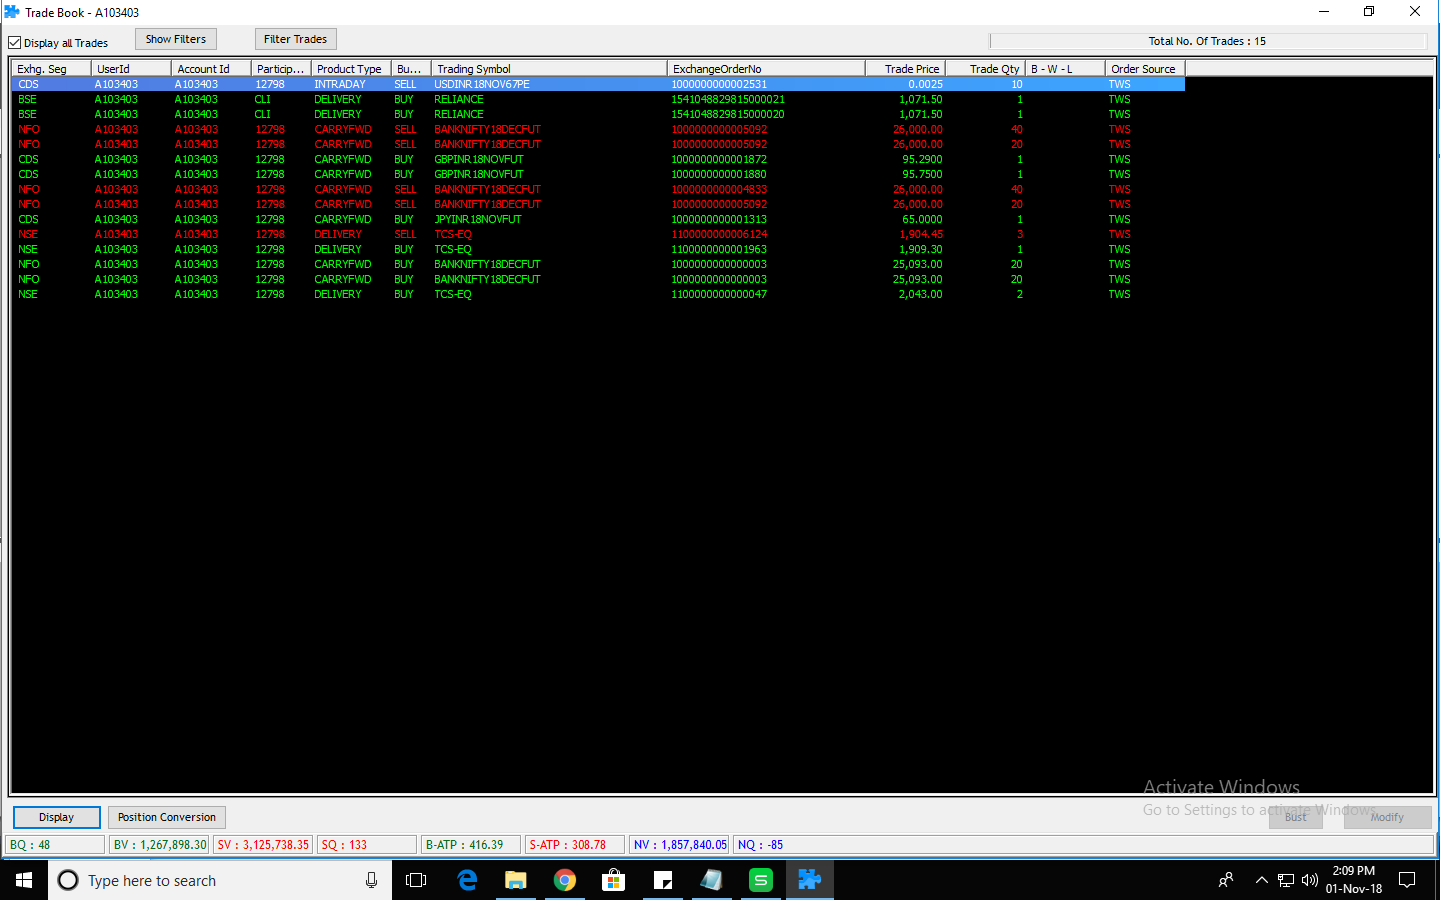 Trade Book - A103403
Display all Trades Show Filters Filter Trades Total No. Of Trades : 15
Exhg. Seg UserId Account Id Particip... Product Type Bu... Trading Symbol ExchangeOrderNo Trade Price Trade Qty B - W - L Order Source
CDS A103403 A103403 12798 INTRADAY SELL USDINR18NOV67PE 1000000000002531 0.0025 10 TWS
BSE A103403 A103403 CLI DELIVERY BUY RELIANCE 1541048829815000021 1,071.50 1 TWS
BSE A103403 A103403 CLI DELIVERY BUY RELIANCE 1541048829815000020 1,071.50 1 TWS
NFO A103403 A103403 12798 CARRYFWD SELL BANKNIFTY18DECFUT 1000000000005092 26,000.00 40 TWS
NFO A103403 A103403 12798 CARRYFWD SELL BANKNIFTY18DECFUT 1000000000005092 26,000.00 20 TWS
CDS A103403 A103403 12798 CARRYFWD BUY GBPINR18NOVFUT 1000000000001872 95.2900 1 TWS
CDS A103403 A103403 12798 CARRYFWD BUY GBPINR18NOVFUT 1000000000001880 95.7500 1 TWS
NFO A103403 A103403 12798 CARRYFWD SELL BANKNIFTY18DECFUT 1000000000004833 26,000.00 40 TWS
NFO A103403 A103403 12798 CARRYFWD SELL BANKNIFTY18DECFUT 1000000000005092 26,000.00 20 TWS
CDS A103403 A103403 12798 CARRYFWD BUY JPYINR18NOVFUT 1000000000001313 65.0000 1 TWS
NSE A103403 A103403 12798 DELIVERY SELL TCS-EQ 1100000000006124 1,904.45 3 TWS
NSE A103403 A103403 12798 DELIVERY BUY TCS-EQ 1100000000001963 1,909.30 1 TWS
NFO A103403 A103403 12798 CARRYFWD BUY BANKNIFTY18DECFUT 1000000000000003 25,093.00 20 TWS
NFO A103403 A103403 12798 CARRYFWD BUY BANKNIFTY18DECFUT 1000000000000003 25,093.00 20 TWS
NSE A103403 A103403 12798 DELIVERY BUY TCS-EQ 1100000000000047 2,043.00 2 TWS
Activate Windows
Go to Settings to activate Windows.
Display Position Conversion Bust Modify
BQ : 48 BV : 1,267,898.30 SV : 3,125,738.35 SQ : 133 B-ATP : 416.39 S-ATP : 308.78 NV : 1,857,840.05 NQ : -85
Type here to search
2:09 PM
01-Nov-18